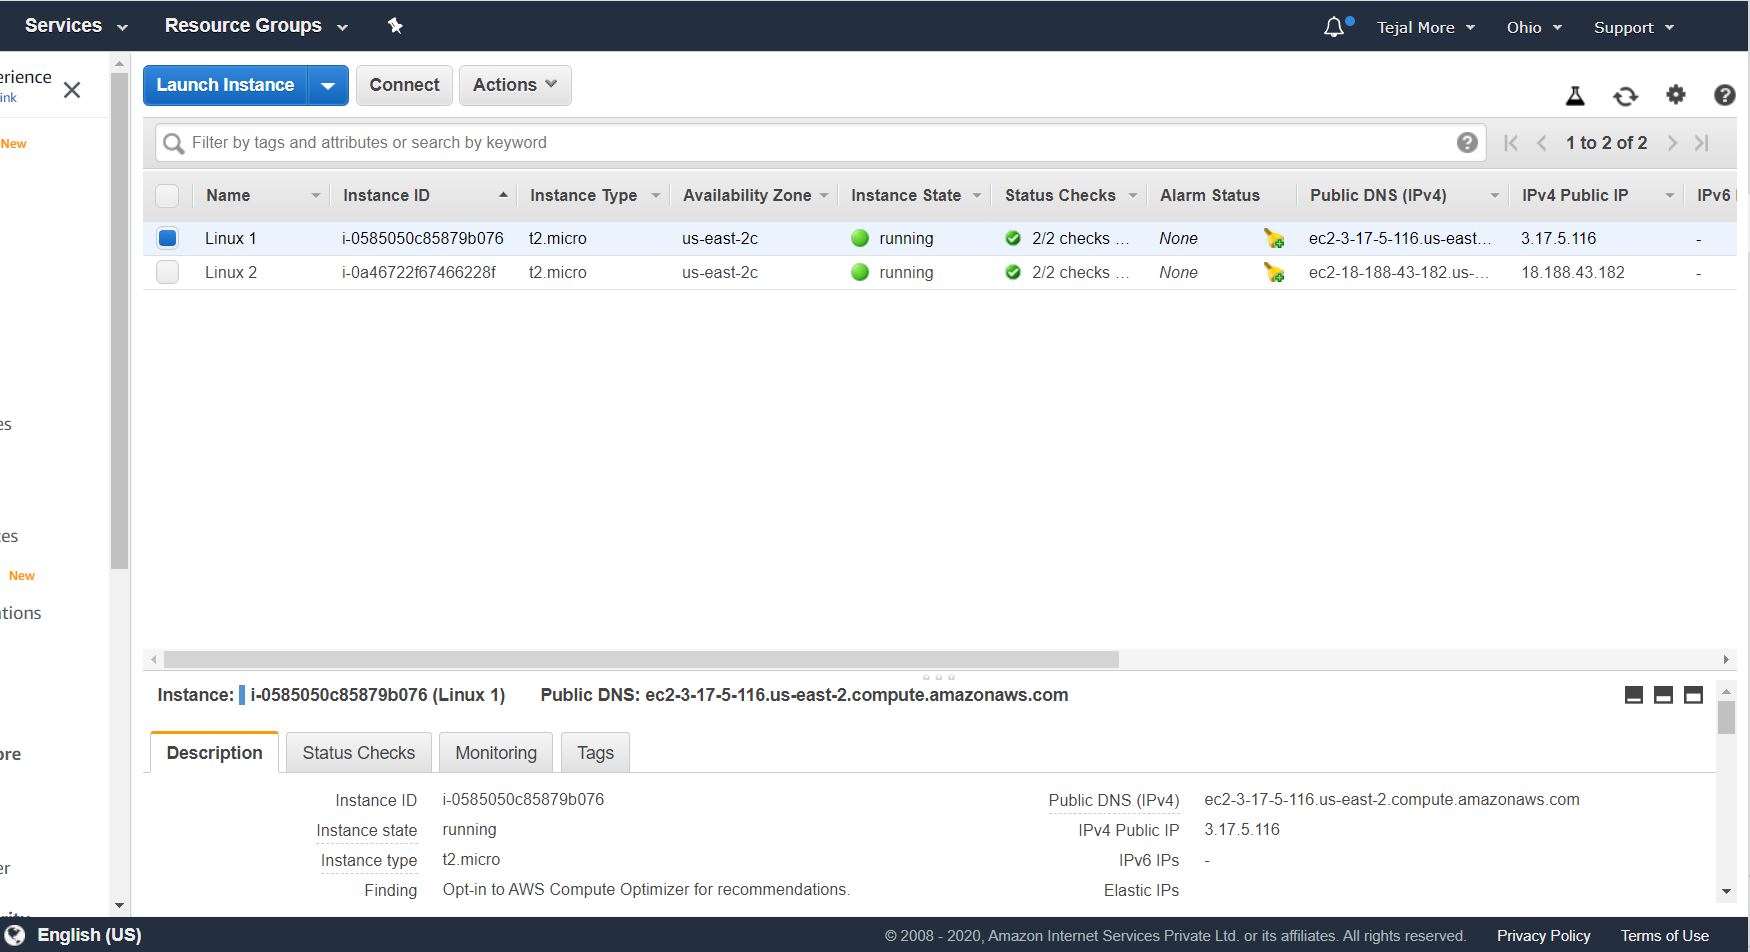 Services Resource Groups Tejal More Ohio Support
erience
ink
New
es
ces
New
ations
ore
er
Launch Instance Connect Actions
Filter by tags and attributes or search by keyword 1 to 2 of 2
Name Instance ID Instance Type Availability Zone Instance State Status Checks Alarm Status Public DNS (IPv4) IPv4 Public IP IPv6
Linux 1 i-0585050c85879b076 t2.micro us-east-2c running 2/2 checks ... None ec2-3-17-5-116.us-east... 3.17.5.116 -
Linux 2 i-0a46722f67466228f t2.micro us-east-2c running 2/2 checks ... None ec2-18-188-43-182.us-... 18.188.43.182 -
Instance: i-0585050c85879b076 (Linux 1) Public DNS: ec2-3-17-5-116.us-east-2.compute.amazonaws.com
Description Status Checks Monitoring Tags
Instance ID i-0585050c85879b076 Public DNS (IPv4) ec2-3-17-5-116.us-east-2.compute.amazonaws.com
Instance state running IPv4 Public IP 3.17.5.116
Instance type t2.micro IPv6 IPs -
Finding Opt-in to AWS Compute Optimizer for recommendations. Elastic IPs
English (US) © 2008 - 2020, Amazon Internet Services Private Ltd. or its affiliates. All rights reserved. Privacy Policy Terms of Use